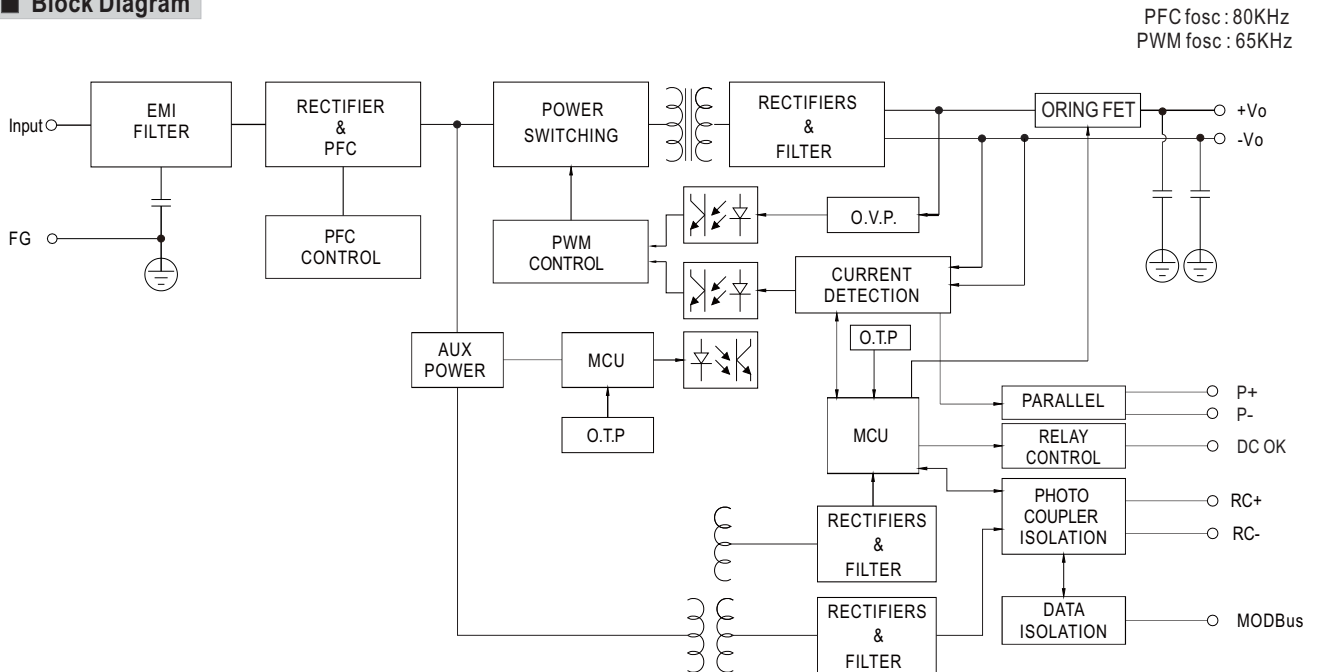 ■ Block Diagram
PFC fosc : 80KHz
PWM fosc : 65KHz
Input
EMI
FILTER
RECTIFIER
&
PFC
POWER
SWITCHING
RECTIFIERS
&
FILTER
ORING FET
+Vo
-Vo
FG
PFC
CONTROL
PWM
CONTROL
O.V.P.
CURRENT
DETECTION
AUX
POWER
MCU
O.T.P
O.T.P
MCU
PARALLEL
P+
P-
RELAY
CONTROL
DC OK
PHOTO
COUPLER
ISOLATION
RC+
RC-
RECTIFIERS
&
FILTER
RECTIFIERS
&
FILTER
DATA
ISOLATION
MODBus